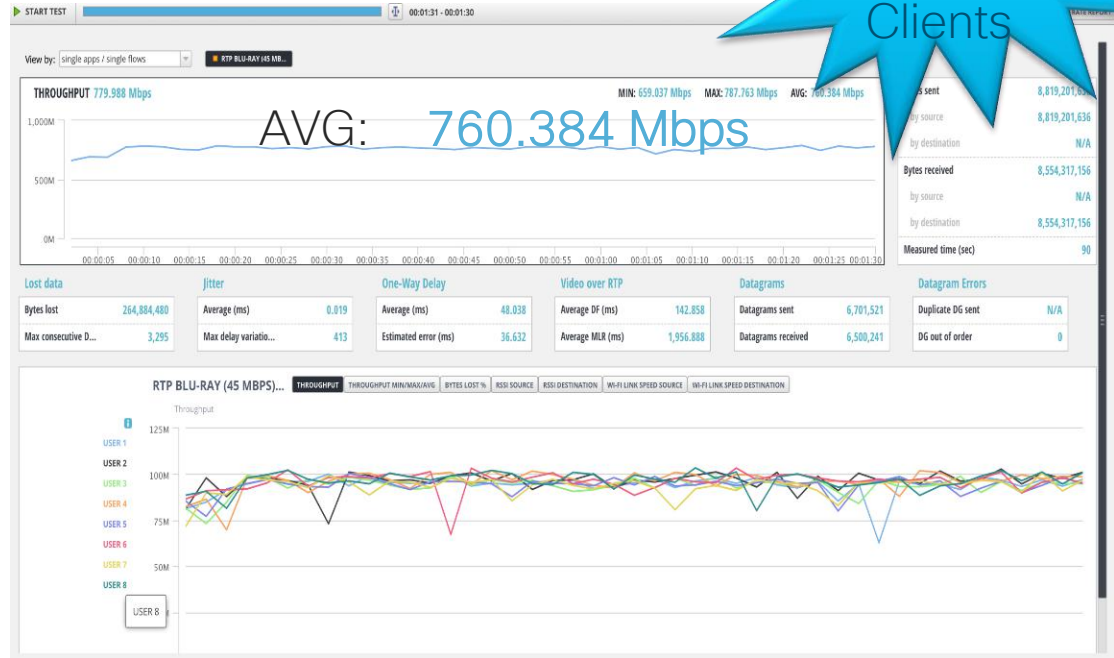 START TEST
00:01:31 - 00:01:30
Clients
View by: single apps / single flows
RTP BLU-RAY (45 MB...
THROUGHPUT 779.988 Mbps
MIN: 659.037 Mbps MAX: 787.763 Mbps AVG: 760.384 Mbps
AVG: 760.384 Mbps
1,000M
500M
0M
00:00:05 00:00:10 00:00:15 00:00:20 00:00:25 00:00:30 00:00:35 00:00:40 00:00:45 00:00:50 00:00:55 00:01:00 00:01:05 00:01:10 00:01:15 00:01:20 00:01:25 00:01:30
sent 8,819,201,636
by source 8,819,201,636
by destination N/A
Bytes received 8,554,317,156
by source N/A
by destination 8,554,317,156
Measured time (sec) 90
Lost data
Bytes lost 264,884,480
Max consecutive D... 3,295
Jitter
Average (ms) 0.019
Max delay variatio... 413
One-Way Delay
Average (ms) 48.038
Estimated error (ms) 36.632
Video over RTP
Average DF (ms) 142.858
Average MLR (ms) 1,956.888
Datagrams
Datagrams sent 6,701,521
Datagrams received 6,500,241
Datagram Errors
Duplicate DG sent N/A
DG out of order 0
RTP BLU-RAY (45 MBPS)...
THROUGHPUT THROUGHPUT MIN/MAX/AVG BYTES LOST % RSSI SOURCE RSSI DESTINATION WI-FI LINK SPEED SOURCE WI-FI LINK SPEED DESTINATION
Throughput
125M
100M
75M
50M
USER 1
USER 2
USER 3
USER 4
USER 5
USER 6
USER 7
USER 8
USER 8